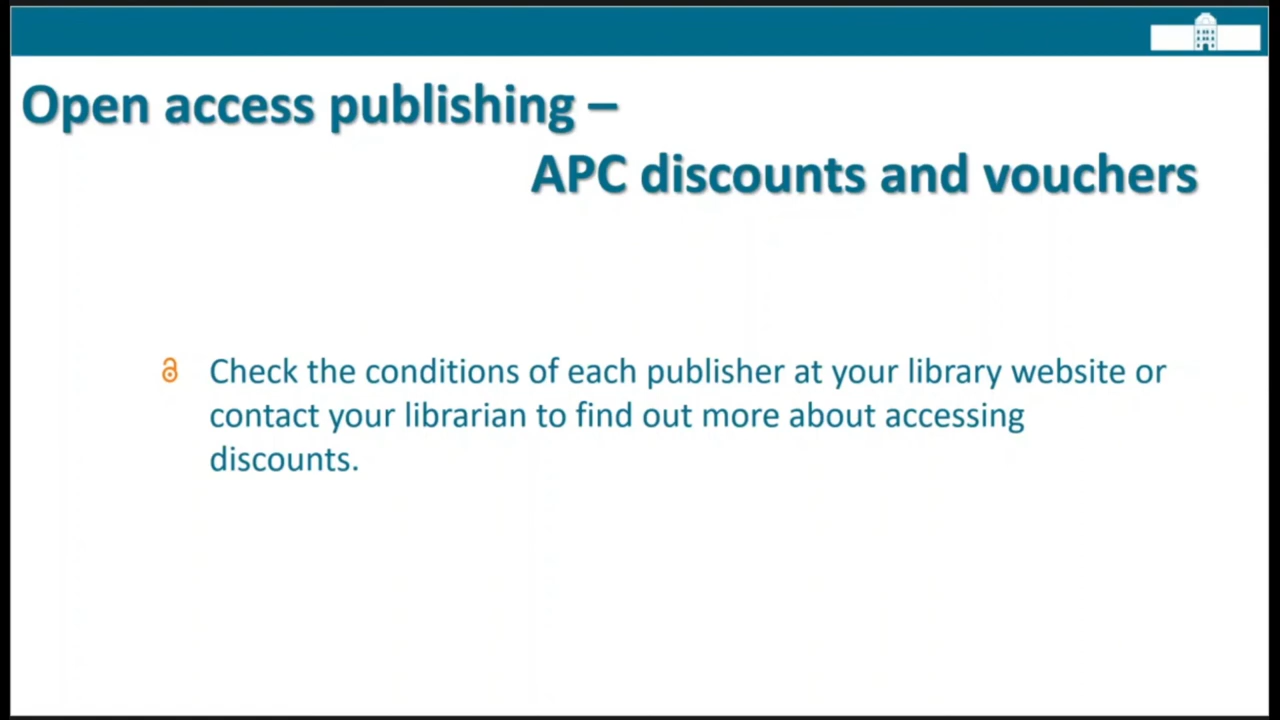 Open access publishing –
APC discounts and vouchers
Check the conditions of each publisher at your library website or
contact your librarian to find out more about accessing
discounts.